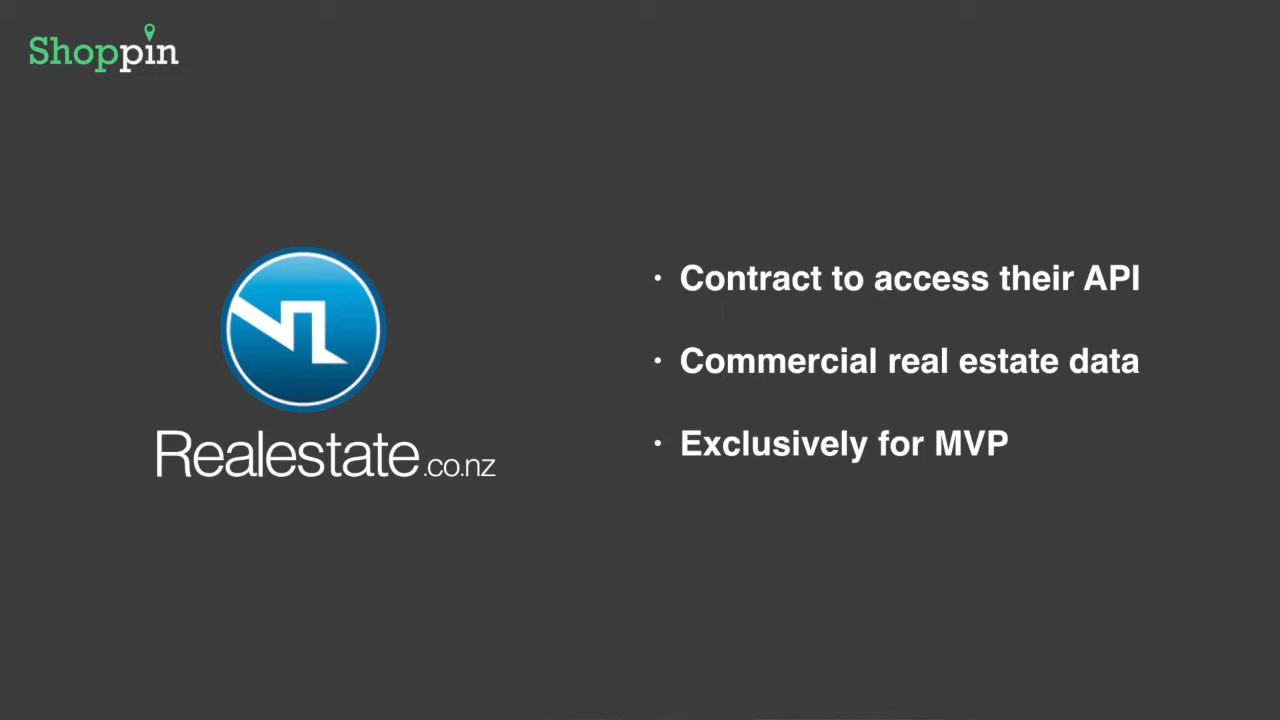 Shoppin
• Contract to access their API
• Commercial real estate data
• Exclusively for MVP
Realestate.co.nz